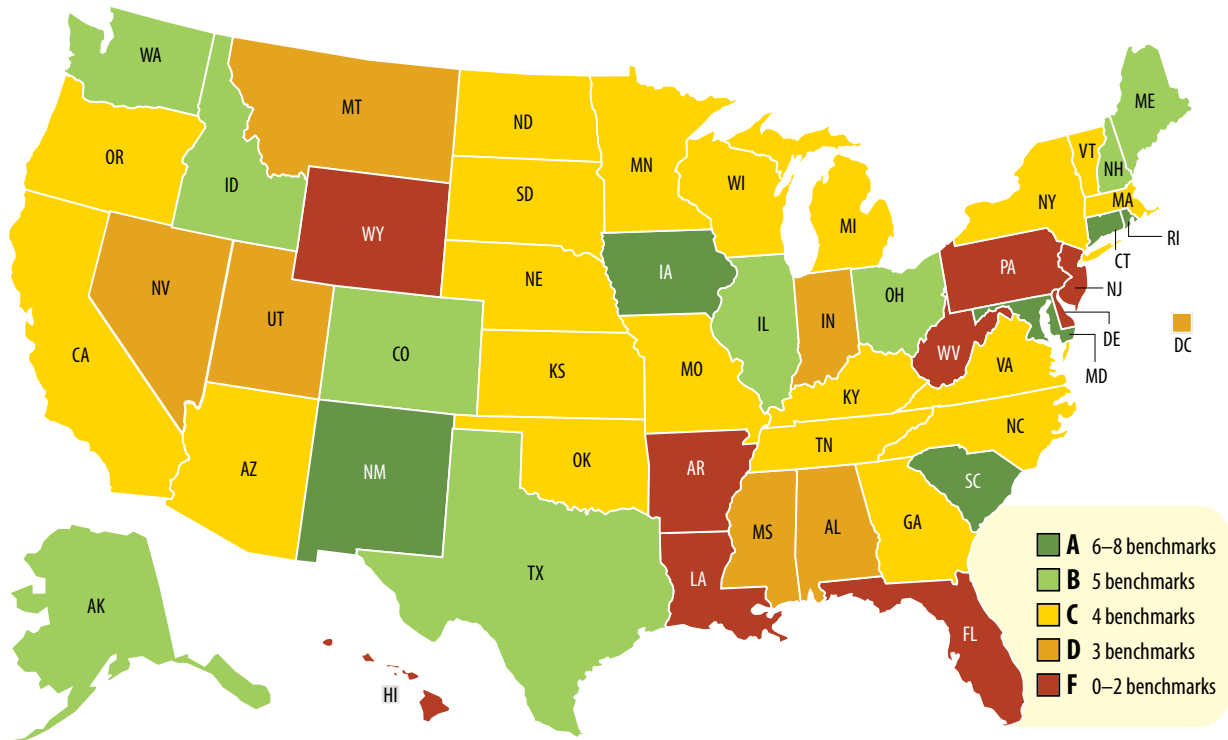 WA
ME
MT
ND
VT
OR
MN
NH
ID
SD
WI
NY
MA
MI
WY
RI
CT
IA
PA
NE
NJ
NV
OH
UT
IL
IN
DE
DC
CA
CO
WV
MD
KS
MO
VA
KY
NC
TN
AZ
OK
NM
AR
SC
MS
AL
GA
TX
LA
AK
FL
HI
A 6–8 benchmarks
B 5 benchmarks
C 4 benchmarks
D 3 benchmarks
F 0–2 benchmarks